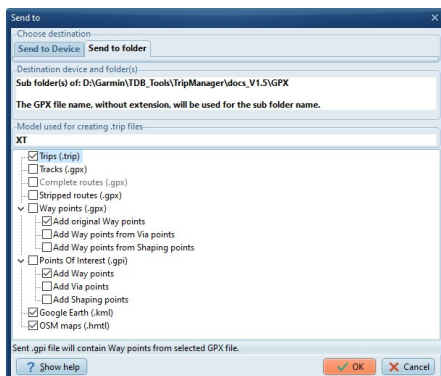 Send to
Choose destination
Send to Device Send to folder
Destination device and folder(s)
Sub folder(s) of: D:\Garmin\TDB_Tools\TripManager\docs_V1.5\GPX
The GPX file name, without extension, will be used for the sub folder name.
Model used for creating .trip files
XT
Trips (.trip)
Tracks (.gpx)
Complete routes (.gpx)
Stripped routes (.gpx)
Way points (.gpx)
Add original Way points
Add Way points from Via points
Add Way points from Shaping points
Points Of Interest (.gpi)
Add Way points
Add Via points
Add Shaping points
Google Earth (.kml)
OSM maps (.hmtl)
Sent .gpi file will contain Way points from selected GPX file.
? Show help OK Cancel